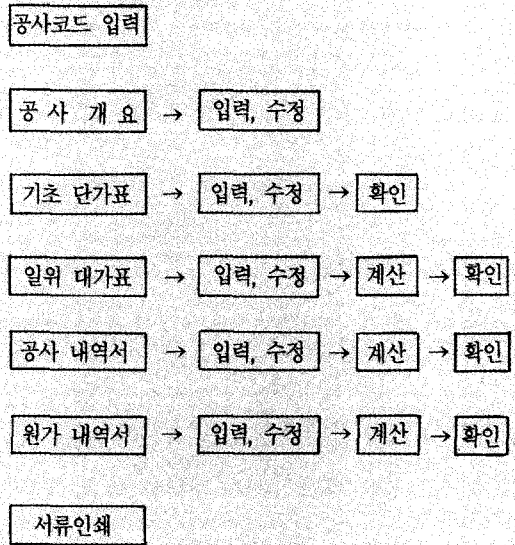 공사코드 입력
공 사 개 요 → 입력, 수정
기초 단가표 → 입력, 수정 → 확인
일위 대가표 → 입력, 수정 → 계산 → 확인
공사 내역서 → 입력, 수정 → 계산 → 확인
원가 내역서 → 입력, 수정 → 계산 → 확인
서류인쇄